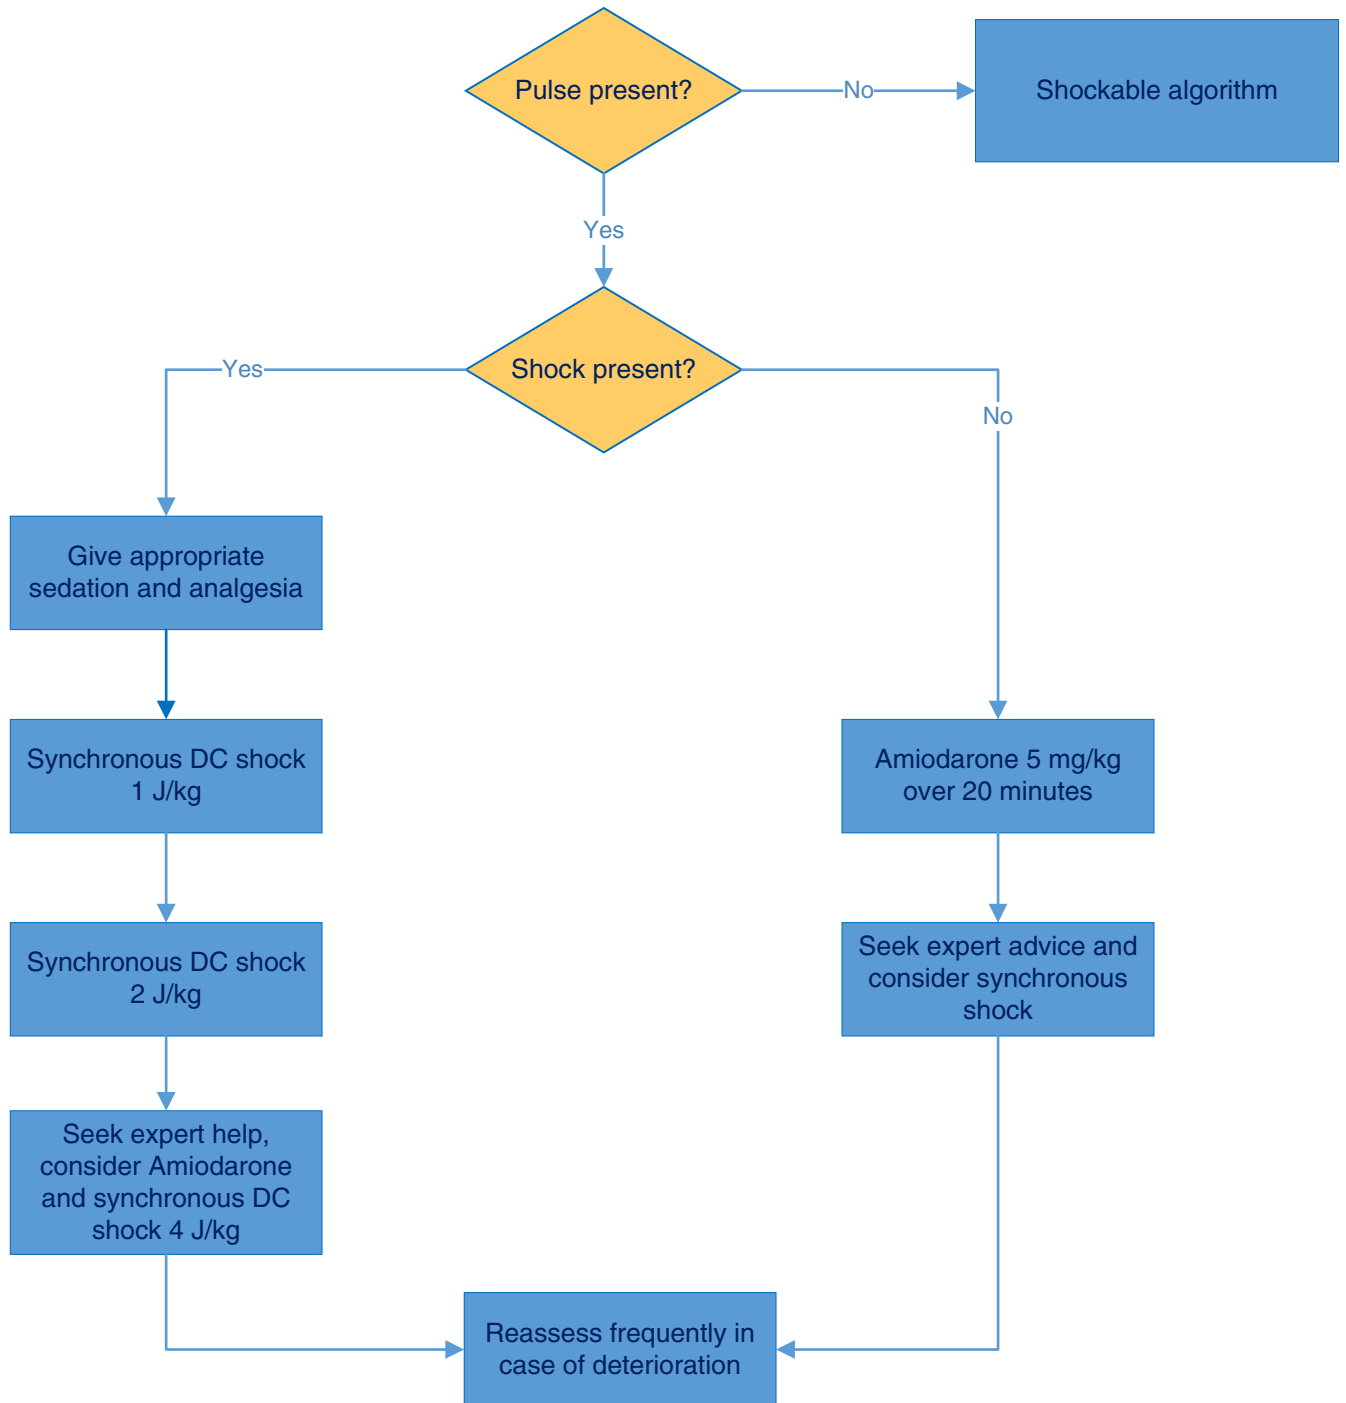 Pulse present?
No
Shockable algorithm
Yes
Shock present?
Yes
No
Give appropriate
sedation and analgesia
Synchronous DC shock
1 J/kg
Amiodarone 5 mg/kg
over 20 minutes
Synchronous DC shock
2 J/kg
Seek expert advice and
consider synchronous
shock
Seek expert help,
consider Amiodarone
and synchronous DC
shock 4 J/kg
Reassess frequently in
case of deterioration